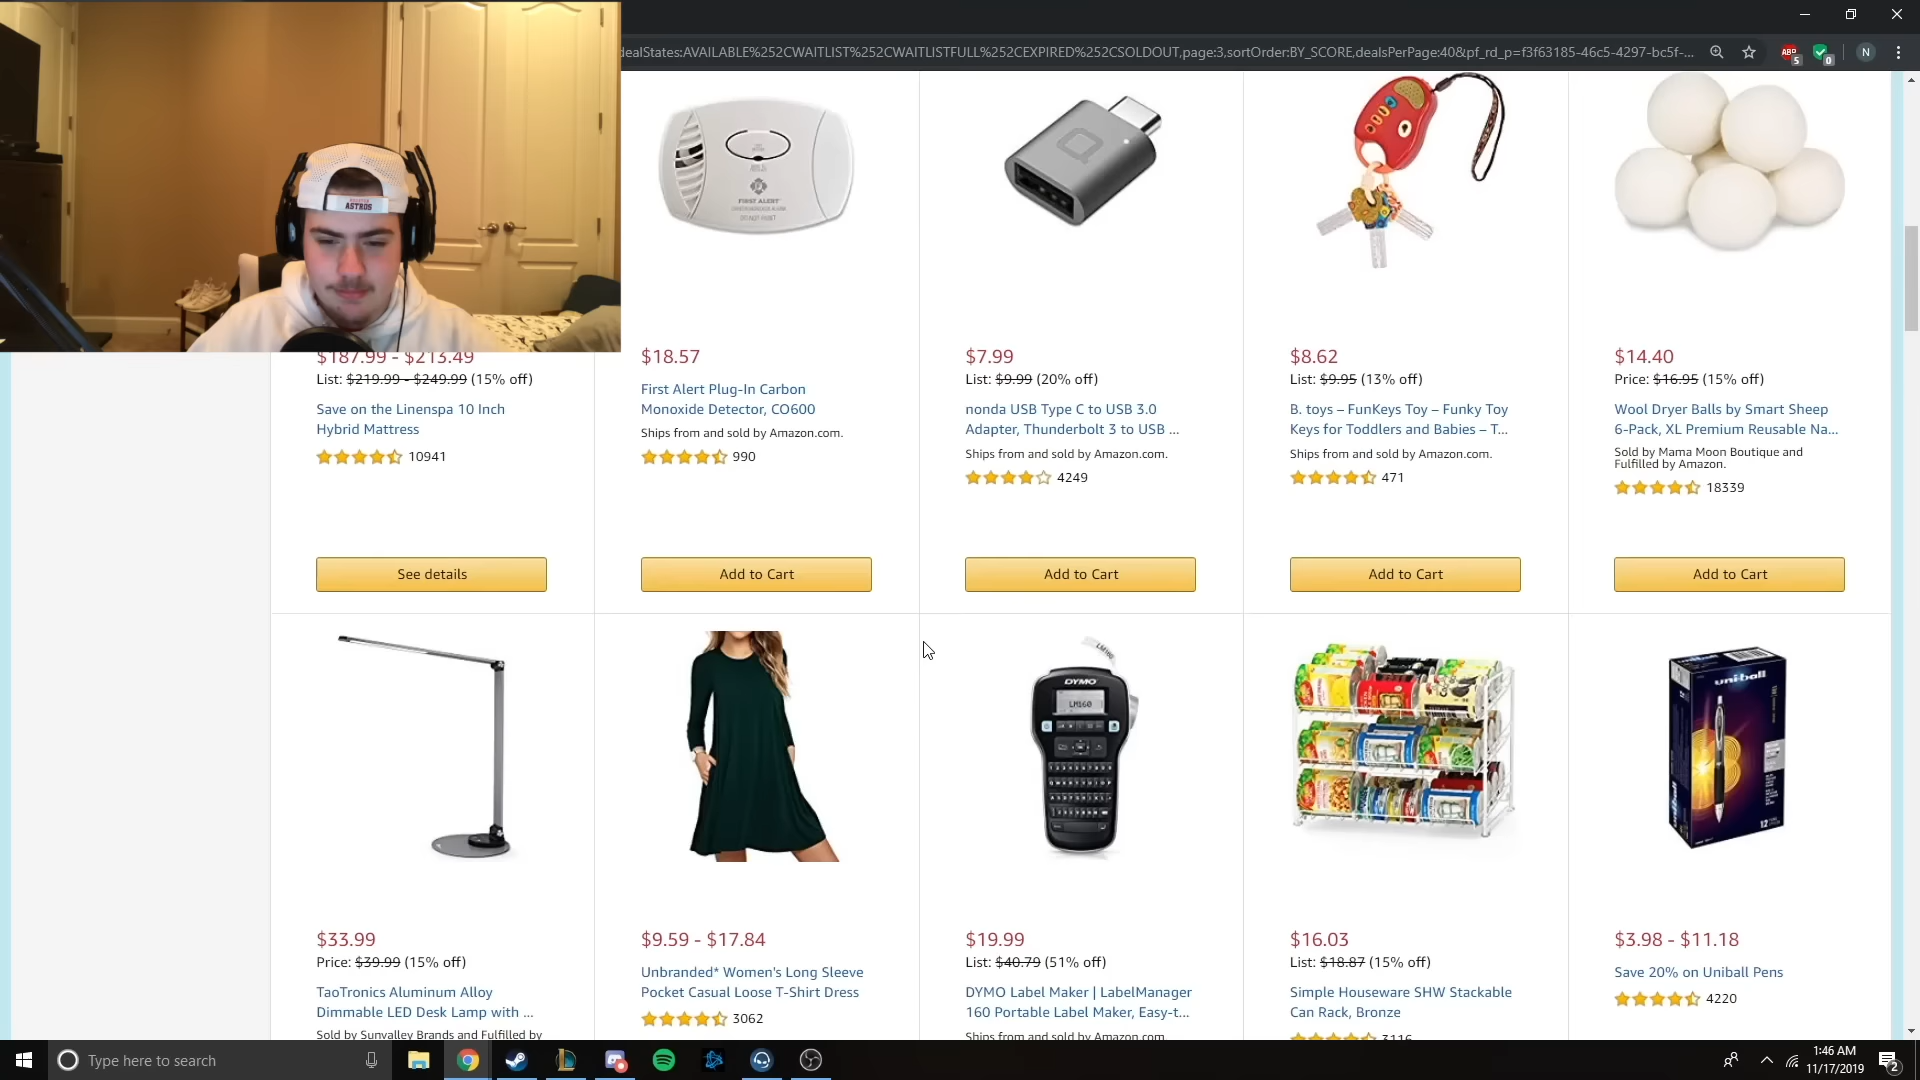 dealStates:AVAILABLE%252CWAITLIST%252CWAITLISTFULL%252CEXPIRED%252CSOLDOUT,page:3,sortOrder:BY_SCORE,dealsPerPage:40&pf_rd_p=f3f63185-46c5-4297-bc5f-...
ABP
5
0
N
ASTROS
FIRST ALERT
$187.99 - $213.49
List: $219.99 - $249.99 (15% off)
Save on the Linenspa 10 Inch
Hybrid Mattress
10941
See details
$18.57
First Alert Plug-In Carbon
Monoxide Detector, CO600
Ships from and sold by Amazon.com.
990
Add to Cart
$7.99
List: $9.99 (20% off)
nonda USB Type C to USB 3.0
Adapter, Thunderbolt 3 to USB ...
Ships from and sold by Amazon.com.
4249
Add to Cart
$8.62
List: $9.95 (13% off)
B. toys – FunKeys Toy – Funky Toy
Keys for Toddlers and Babies – T...
Ships from and sold by Amazon.com.
471
Add to Cart
$14.40
Price: $16.95 (15% off)
Wool Dryer Balls by Smart Sheep
6-Pack, XL Premium Reusable Na...
Sold by Mama Moon Boutique and
Fulfilled by Amazon.
18339
Add to Cart
$33.99
Price: $39.99 (15% off)
TaoTronics Aluminum Alloy
Dimmable LED Desk Lamp with ...
Sold by Sunvalley Brands and Fulfilled by
$9.59 - $17.84
Unbranded* Women's Long Sleeve
Pocket Casual Loose T-Shirt Dress
3062
LM160
DYMO
LM160
$19.99
List: $40.79 (51% off)
DYMO Label Maker | LabelManager
160 Portable Label Maker, Easy-t...
Ships from and sold by Amazon.com
$16.03
List: $18.87 (15% off)
Simple Houseware SHW Stackable
Can Rack, Bronze
3116
uni-ball
12
$3.98 - $11.18
Save 20% on Uniball Pens
4220
Type here to search
1:46 AM
11/17/2019
2